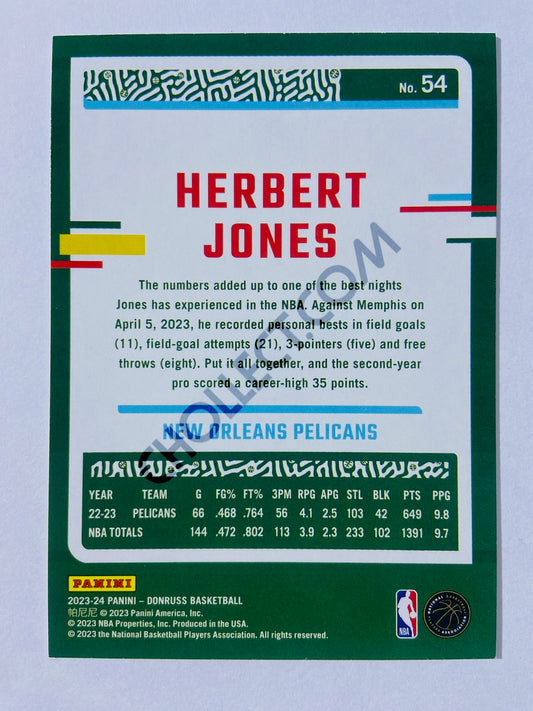 No. 54
HERBERT
JONES
The numbers added up to one of the best nights
Jones has experienced in the NBA. Against Memphis on
April 5, 2023, he recorded personal bests in field goals
(11), field-goal attempts (21), 3-pointers (five) and free
throws (eight). Put it all together, and the second-year
pro scored a career-high 35 points.
NEW ORLEANS PELICANS
YEAR TEAM G FG% FT% 3PM RPG APG STL BLK PTS PPG
22-23 PELICANS 66 .468 .764 56 4.1 2.5 103 42 649 9.8
NBA TOTALS 144 .472 .802 113 3.9 2.3 233 102 1391 9.7
PANINI
2023-24 PANINI – DONRUSS BASKETBALL
帕尼尼 © 2023 Panini America, Inc.
© 2023 NBA Properties, Inc. Produced in the USA.
© 2023 the National Basketball Players Association. All rights reserved.
NBA
NATIONAL BASKETBALL PLAYERS ASSOCIATION
CHOLLECT.COM